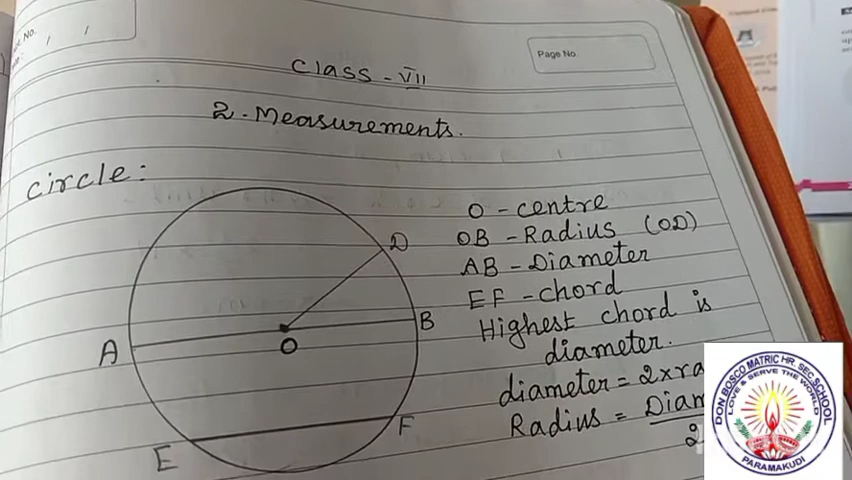 Page No.
Class - VII
2. Measurements.
Circle:
O - centre
OB - Radius (OD)
AB - Diameter
EF - chord
Highest chord is
diameter.
diameter = 2 x ra
Radius = Diam
2
D
B
A
O
F
E
DON BOSCO MATRIC HR. SEC SCHOOL
LOVE & SERVE THE WORLD
PARAMAKUDI